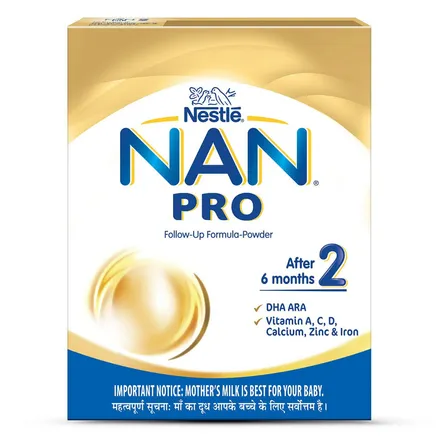 Nestlé®
NAN®
PRO
Follow-Up Formula-Powder
After
6 months
2
✓ DHA ARA
✓ Vitamin A, C, D,
Calcium, Zinc & Iron
IMPORTANT NOTICE: MOTHER'S MILK IS BEST FOR YOUR BABY.
महत्वपूर्ण सूचना: माँ का दूध आपके बच्चे के लिए सर्वोत्तम है।